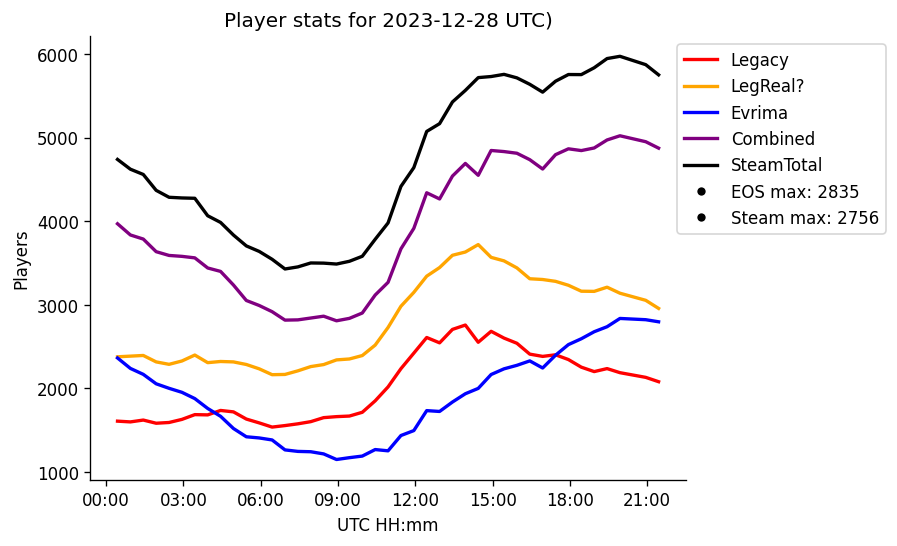 Player stats for 2023-12-28 UTC)
6000
5000
4000
3000
2000
1000
Players
00:00 03:00 06:00 09:00 12:00 15:00 18:00 21:00
UTC HH:mm
Legacy
LegReal?
Evrima
Combined
SteamTotal
EOS max: 2835
Steam max: 2756